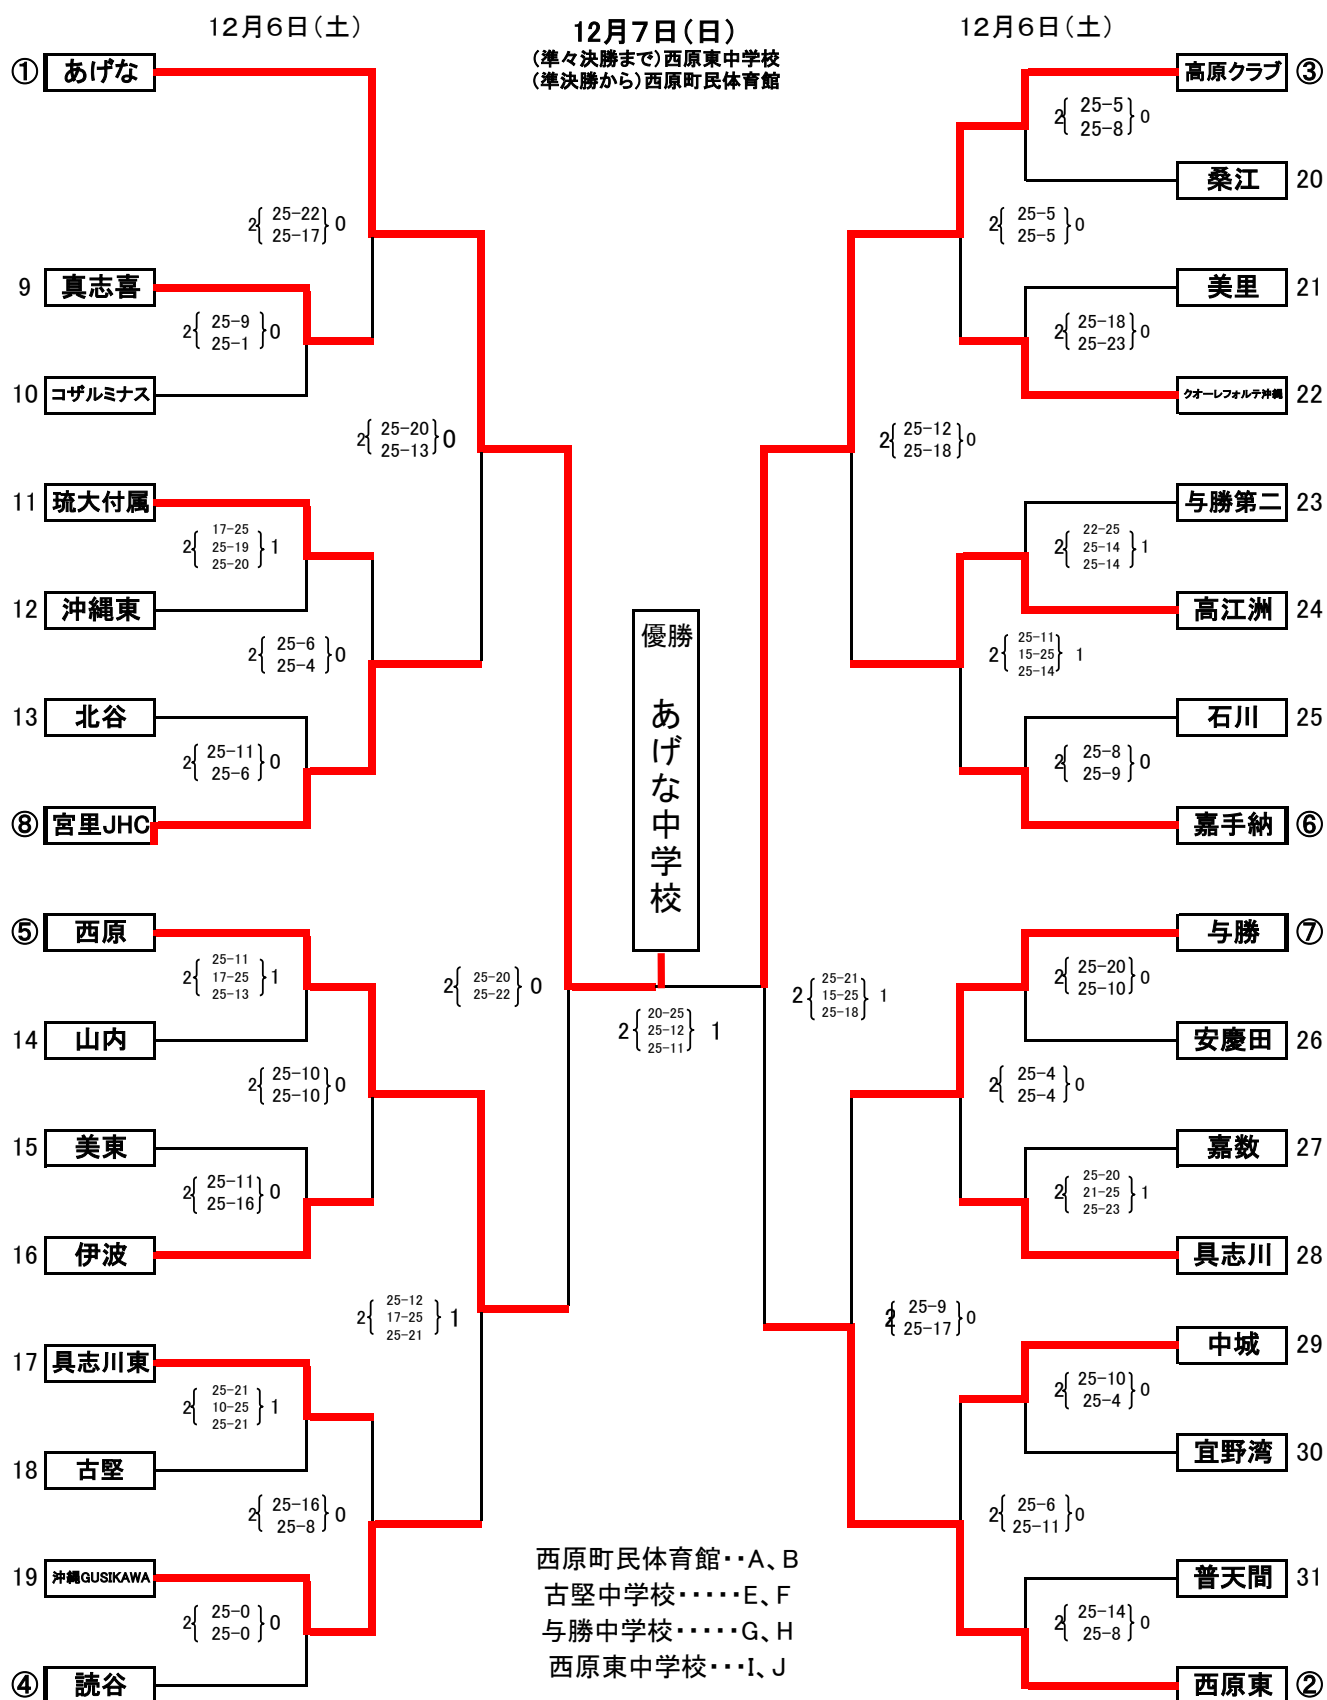 12月6日(土)
12月7日(日)
(準々決勝まで)西原東中学校
(準決勝から)西原町民体育館
12月6日(土)
① あげな
2{ 25-22 }0
25-17
9 真志喜
2{ 25-9 }0
25-1
10 コザルミナス
2{ 25-20 }0
25-13
11 琉大付属
2{ 17-25 }1
25-19
25-20
12 沖縄東
2{ 25-6 }0
25-4
13 北谷
2{ 25-11 }0
25-6
⑧ 宮里JHC
⑤ 西原
2{ 25-11 }1
17-25
25-13
14 山内
2{ 25-10 }0
25-10
15 美東
2{ 25-11 }0
25-16
16 伊波
2{ 25-12 }1
17-25
25-21
17 具志川東
2{ 25-21 }1
10-25
25-21
18 古堅
2{ 25-16 }0
25-8
19 沖縄GUSIKAWA
2{ 25-0 }0
25-0
④ 読谷
2{ 25-20 }0
25-22
優勝
あげな中学校
2{ 20-25 }1
25-12
25-11
2{ 25-21 }1
15-25
25-18
高原クラブ ③
2{ 25-5 }0
25-8
桑江 20
2{ 25-5 }0
25-5
美里 21
2{ 25-18 }0
25-23
クオーレフォルテ沖縄 22
2{ 25-12 }0
25-18
与勝第二 23
2{ 22-25 }1
25-14
25-14
高江洲 24
2{ 25-11 }1
15-25
25-14
石川 25
2{ 25-8 }0
25-9
嘉手納 ⑥
与勝 ⑦
2{ 25-20 }0
25-10
安慶田 26
2{ 25-4 }0
25-4
嘉数 27
2{ 25-20 }1
21-25
25-23
具志川 28
2{ 25-9 }0
25-17
中城 29
2{ 25-10 }0
25-4
宜野湾 30
2{ 25-6 }0
25-11
普天間 31
2{ 25-14 }0
25-8
西原東 ②
西原町民体育館・・A、B
古堅中学校・・・・・E、F
与勝中学校・・・・・G、H
西原東中学校・・・I、J